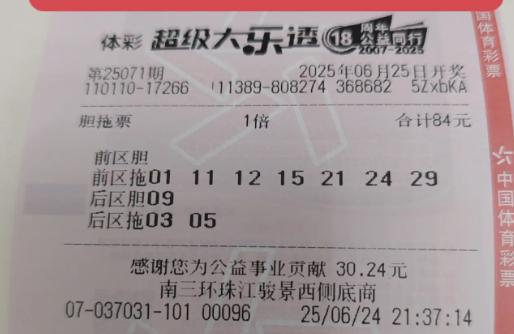 体彩 超级大乐透 18周年 公益同行 2007-2025
第25071期 2025年06月25日开奖
110110-17266 011389-808274 368682 5ZxbKA
胆拖票 1倍 合计84元
前区胆
前区拖01 11 12 15 21 24 29
后区胆09
后区拖03 05
感谢您为公益事业贡献 30.24元
南三环珠江骏景西侧底商
07-037031-101 00096 25/06/24 21:37:14
国体育彩票
中国体育彩票